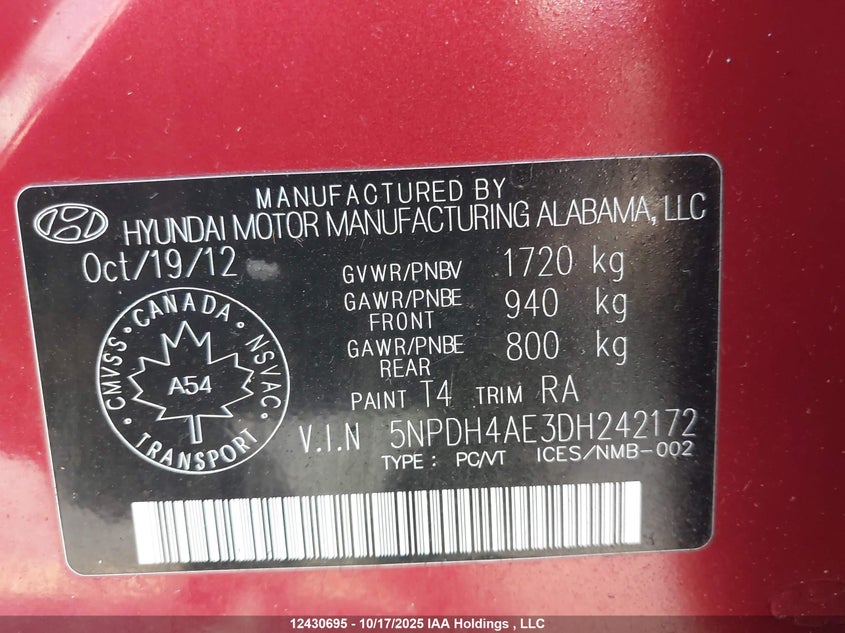 MANUFACTURED BY
HYUNDAI MOTOR MANUFACTURING ALABAMA, LLC
Oct/19/12
GVWR/PNBV 1720 kg
GAWR/PNBE FRONT 940 kg
GAWR/PNBE REAR 800 kg
PAINT T4 TRIM RA
V.I.N 5NPDH4AE3DH242172
TYPE : PC/VT ICES/NMB-002
CANADA
CMVSS • NSVAC
A54
TRANSPORT
12430695 - 10/17/2025 IAA Holdings , LLC